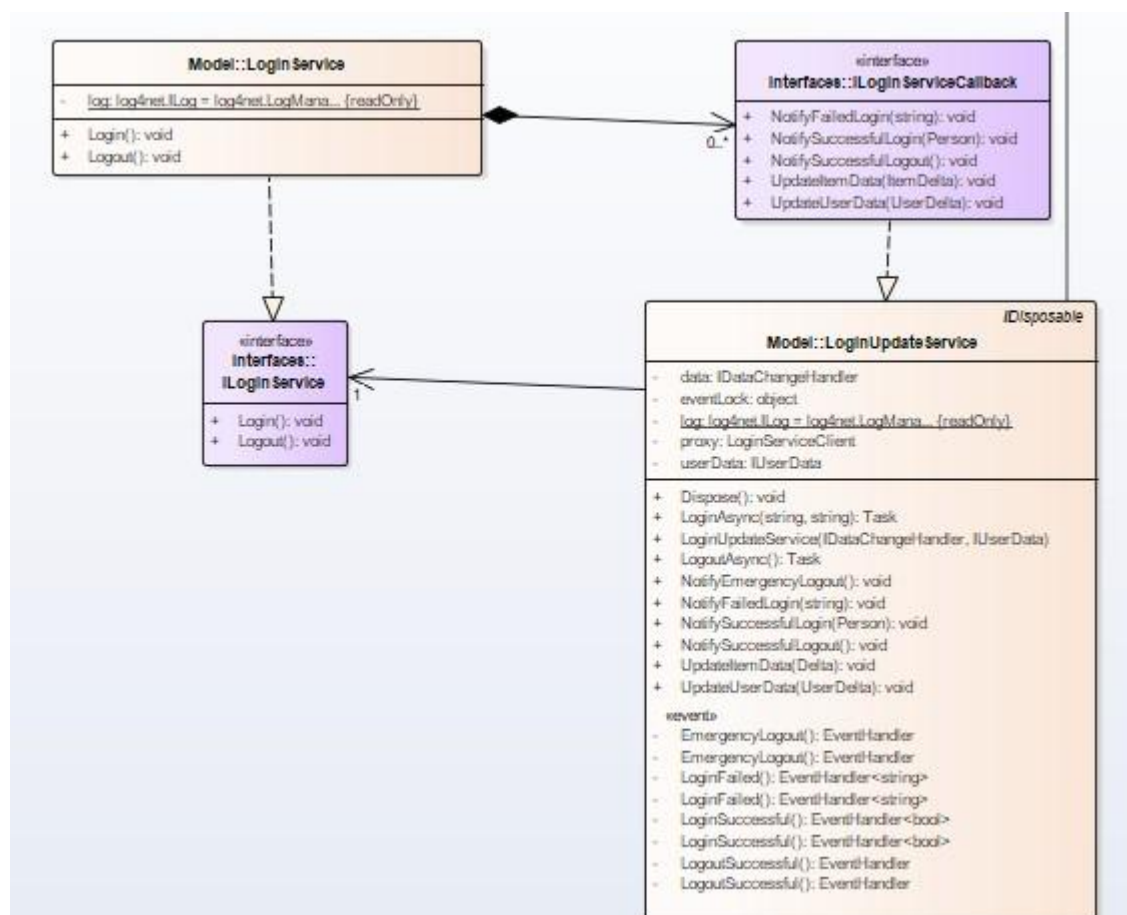 Model::LoginService
- log: log4net.ILog = log4net.LogMana... {readOnly}
+ Login(): void
+ Logout(): void
«interface»
Interfaces::ILoginServiceCallback
+ NotifyFailedLogin(string): void
+ NotifySuccessfulLogin(Person): void
+ NotifySuccessfulLogout(): void
+ UpdateItemData(ItemDelta): void
+ UpdateUserData(UserDelta): void
0..*
«interface»
Interfaces::
ILoginService
+ Login(): void
+ Logout(): void
1
IDisposable
Model::LoginUpdateService
- data: IDataChangeHandler
- eventLock: object
- log: log4net.ILog = log4net.LogMana... {readOnly}
- proxy: LoginServiceClient
- userData: IUserData
+ Dispose(): void
+ LoginAsync(string, string): Task
+ LoginUpdateService(IDataChangeHandler, IUserData)
+ LogoutAsync(): Task
+ NotifyEmergencyLogout(): void
+ NotifyFailedLogin(string): void
+ NotifySuccessfulLogin(Person): void
+ NotifySuccessfulLogout(): void
+ UpdateItemData(Delta): void
+ UpdateUserData(UserDelta): void
«event»
- EmergencyLogout(): EventHandler
- EmergencyLogout(): EventHandler
- LoginFailed(): EventHandler<string>
- LoginFailed(): EventHandler<string>
- LoginSuccessful(): EventHandler<bool>
- LoginSuccessful(): EventHandler<bool>
- LogoutSuccessful(): EventHandler
- LogoutSuccessful(): EventHandler